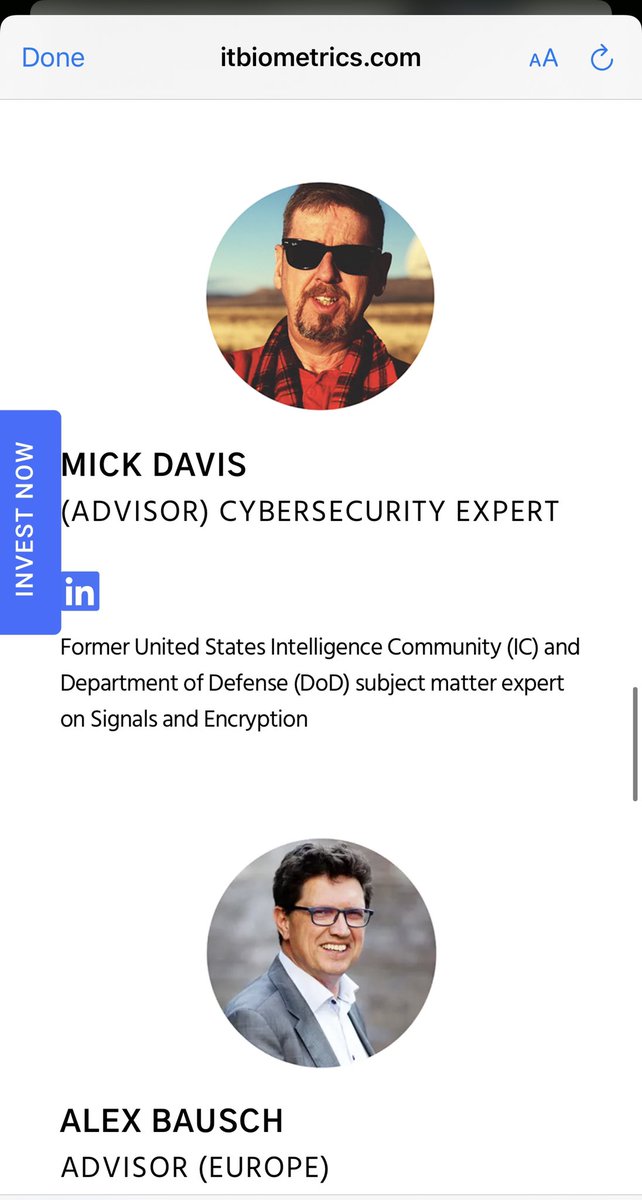 Done
itbiometrics.com
AA
MICK DAVIS
(ADVISOR) CYBERSECURITY EXPERT
INVEST NOW
in
Former United States Intelligence Community (IC) and
Department of Defense (DoD) subject matter expert
on Signals and Encryption
ALEX BAUSCH
ADVISOR (EUROPE)